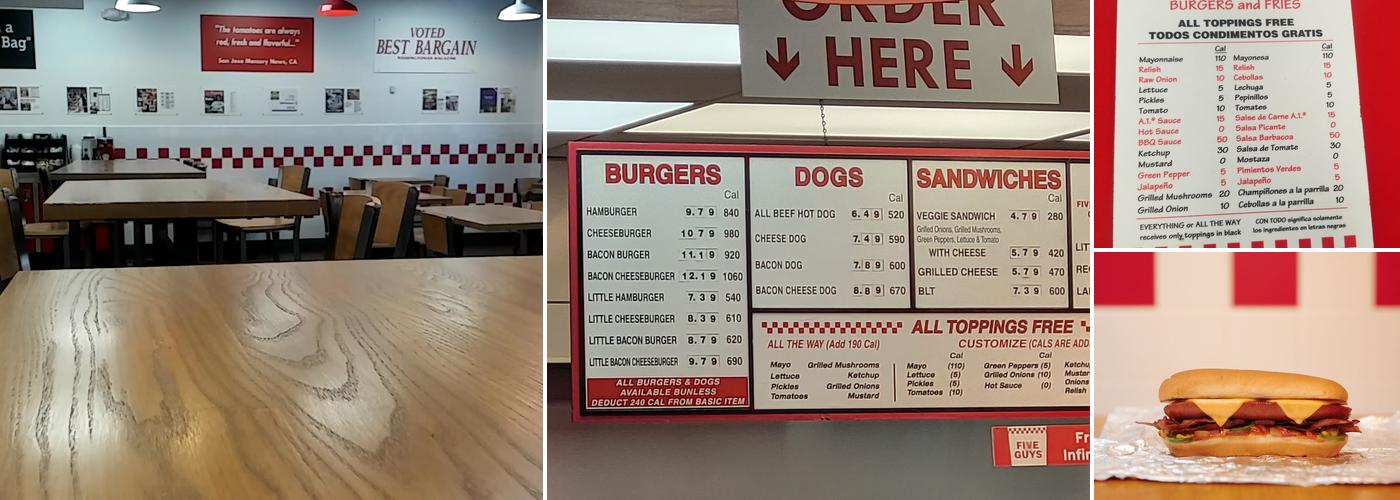 a
Bag"
"The tomatoes are always
red, fresh and flavorful..."
San Jose Mercury News, CA
VOTED
BEST BARGAIN
WASHINGTONIAN MAGAZINE
ORDER
HERE
BURGERS
Cal
HAMBURGER 9.79 840
CHEESEBURGER 10 79 980
BACON BURGER 11.19 920
BACON CHEESEBURGER 12.19 1060
LITTLE HAMBURGER 7.39 540
LITTLE CHEESEBURGER 8.39 610
LITTLE BACON BURGER 8.79 620
LITTLE BACON CHEESEBURGER 9.79 690
ALL BURGERS & DOGS
AVAILABLE BUNLESS
DEDUCT 240 CAL FROM BASIC ITEM
DOGS
Cal
ALL BEEF HOT DOG 6.49 520
CHEESE DOG 7.49 590
BACON DOG 7.89 600
BACON CHEESE DOG 8.89 670
SANDWICHES
Cal
VEGGIE SANDWICH 4.79 280
Grilled Onions, Grilled Mushrooms,
Green Peppers, Lettuce & Tomato
WITH CHEESE 5.79 420
GRILLED CHEESE 5.79 470
BLT 7.39 600
ALL TOPPINGS FREE
ALL THE WAY (Add 190 Cal)
Mayo Grilled Mushrooms
Lettuce Ketchup
Pickles Grilled Onions
Tomatoes Mustard
CUSTOMIZE (CALS ARE ADD
Cal Cal
Mayo (110) Green Peppers (5) Ketchu
Lettuce (5) Grilled Onions (10) Mustar
Pickles (5) Hot Sauce (0) Onions
Tomatoes (10) Relish
FIVE
GUYS
Fr
Infin
BURGERS and FRIES
ALL TOPPINGS FREE
TODOS CONDIMENTOS GRATIS
Cal Cal
Mayonnaise 110 Mayonesa 110
Relish 15 Relish 15
Raw Onion 10 Cebollas 10
Lettuce 5 Lechuga 5
Pickles 5 Pepinillos 5
Tomato 10 Tomates 10
A.1.® Sauce 15 Salse de Carne A.1.® 15
Hot Sauce 0 Salsa Picante 0
BBQ Sauce 50 Salsa Barbacoa 50
Ketchup 30 Salsa de Tomate 30
Mustard 0 Mostaza 0
Green Pepper 5 Pimientos Verdes 5
Jalapeño 5 Jalapeño 5
Grilled Mushrooms 20 Champiñones a la parrilla 20
Grilled Onion 10 Cebollas a la parrilla 10
EVERYTHING or ALL THE WAY
receives only toppings in black
CON TODO significa solamente
los ingredientes en letras negras